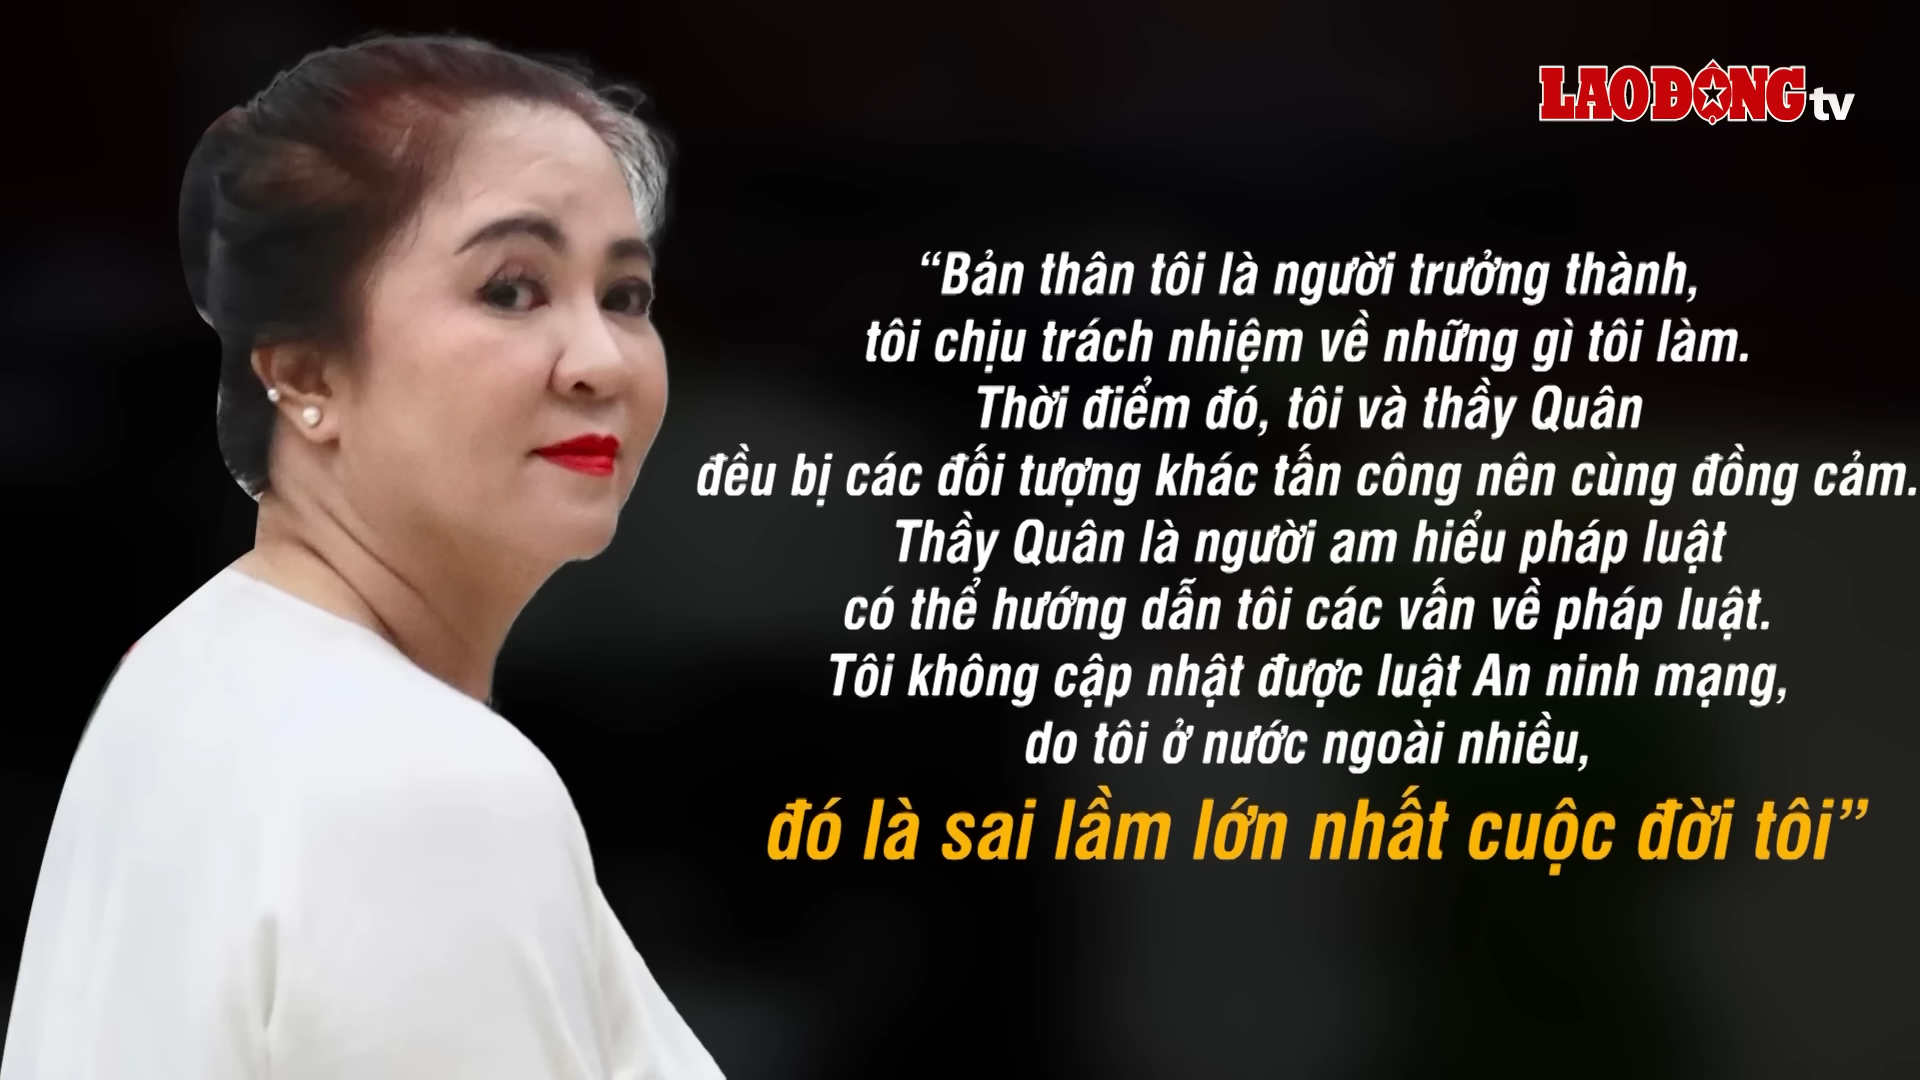 LAO ĐỘNG tv
“Bản thân tôi là người trưởng thành,
tôi chịu trách nhiệm về những gì tôi làm.
Thời điểm đó, tôi và thầy Quân
đều bị các đối tượng khác tấn công nên cùng đồng cảm.
Thầy Quân là người am hiểu pháp luật
có thể hướng dẫn tôi các vấn về pháp luật.
Tôi không cập nhật được luật An ninh mạng,
do tôi ở nước ngoài nhiều,
đó là sai lầm lớn nhất cuộc đời tôi”